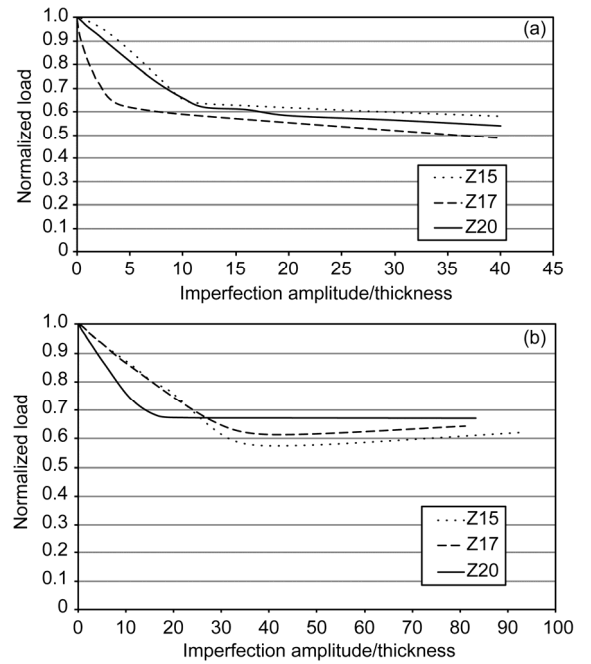 (a)
Normalized load
1.0
0.9
0.8
0.7
0.6
0.5
0.4
0.3
0.2
0.1
0
Z15
Z17
Z20
0 5 10 15 20 25 30 35 40 45
Imperfection amplitude/thickness
(b)
Normalized load
1.0
0.9
0.8
0.7
0.6
0.5
0.4
0.3
0.2
0.1
0
Z15
Z17
Z20
0 10 20 30 40 50 60 70 80 90 100
Imperfection amplitude/thickness